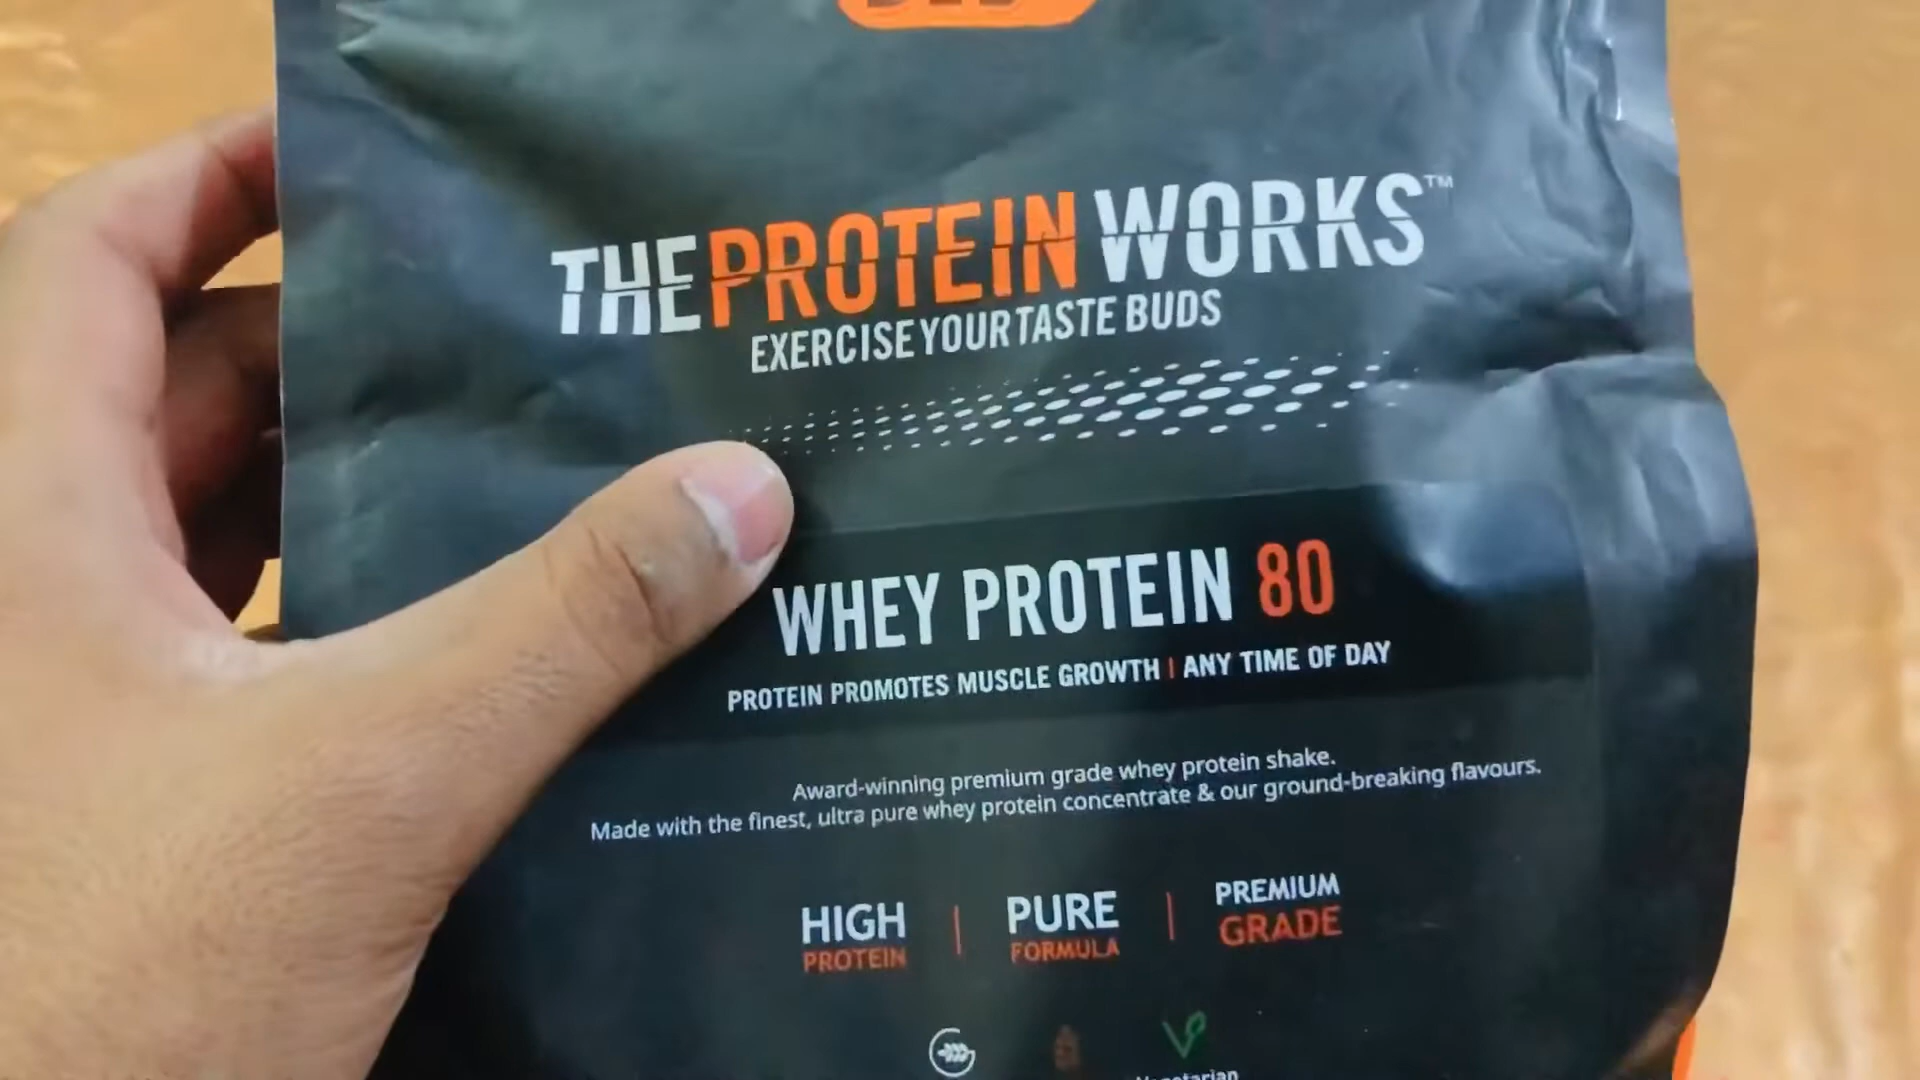 THE PROTEIN WORKS™
EXERCISE YOUR TASTE BUDS
WHEY PROTEIN 80
PROTEIN PROMOTES MUSCLE GROWTH | ANY TIME OF DAY
Award-winning premium grade whey protein shake.
Made with the finest, ultra pure whey protein concentrate & our ground-breaking flavours.
HIGH PROTEIN | PURE FORMULA | PREMIUM GRADE
Vegetarian